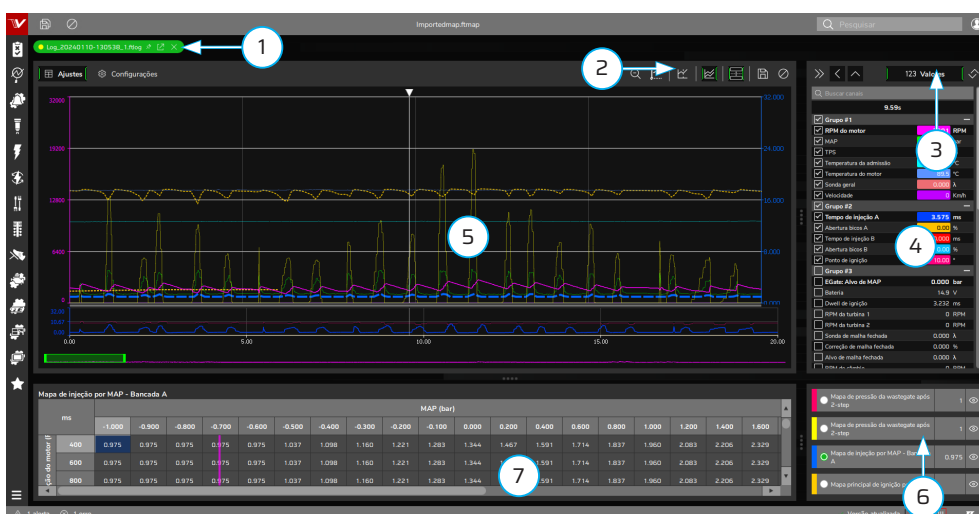 Importedmap.ftmap
Pesquisar
Log_20240110-130538_1.ftlog
1
2
3
4
5
6
7
Ajustes
Configurações
123 Valores
Buscar canais
9.59s
Grupo #1
RPM do motor RPM
MAP
TPS
Temperatura da admissão °C
Temperatura do motor °C
Sonda geral 0.000 λ
Velocidade 0 Km/h
Grupo #2
Tempo de injeção A 3.575 ms
Abertura bicos A 0.00 %
Tempo de injeção B ms
Abertura bicos B %
Ponto de ignição 10.00 °
Grupo #3
EGate: Alvo de MAP 0.000 bar
Bateria 14.9 V
Dwell de ignição 3.232 ms
RPM da turbina 1 0 RPM
RPM da turbina 2 0 RPM
Sonda de malha fechada 0.000 λ
Correção de malha fechada 0.000 %
Alvo de malha fechada 0.000 λ
32000 32.000
19200 24.000
12800 16.000
6400 8.000
0 0.000
0.00 5.00 10.00 15.00 20.00
Mapa de injeção por MAP - Bancada A
ms
MAP (bar)
-1.000 -0.900 -0.800 -0.700 -0.600 -0.500 -0.400 -0.300 -0.200 -0.100 0.000 0.200 0.400 0.600 0.800 1.000 1.200 1.400 1.600
400 0.975 0.975 0.975 0.975 0.975 1.037 1.098 1.160 1.221 1.283 1.344 1.467 1.591 1.714 1.837 1.960 2.083 2.206 2.329
600 0.975 0.975 0.975 0.975 0.975 1.037 1.098 1.160 1.221 1.283 1.344 1.591 1.714 1.837 1.960 2.083 2.206 2.329
800 0.975 0.975 0.975 0.975 0.975 1.037 1.098 1.160 1.221 1.283 1.344 1.591 1.714 1.837 1.960 2.083 2.206 2.329
Mapa de pressão da wastegate após 2-step 1
Mapa de pressão da wastegate após 2-step 1
Mapa de injeção por MAP - A 0.975
Mapa principal de ignição
Versão atualizada